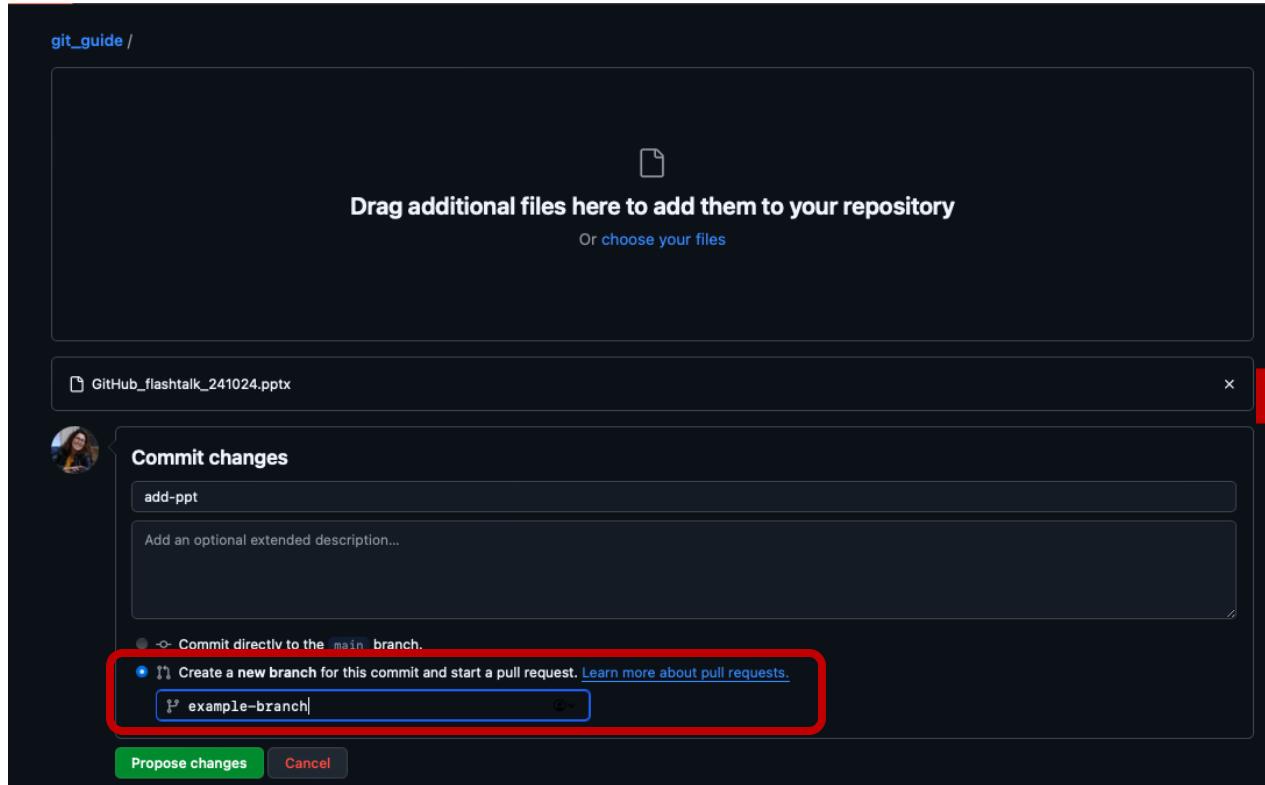 git_guide /
Drag additional files here to add them to your repository
Or choose your files
GitHub_flashtalk_241024.pptx
Commit changes
add-ppt
Add an optional extended description...
Commit directly to the main branch.
Create a new branch for this commit and start a pull request. Learn more about pull requests.
example-branch
Propose changes Cancel